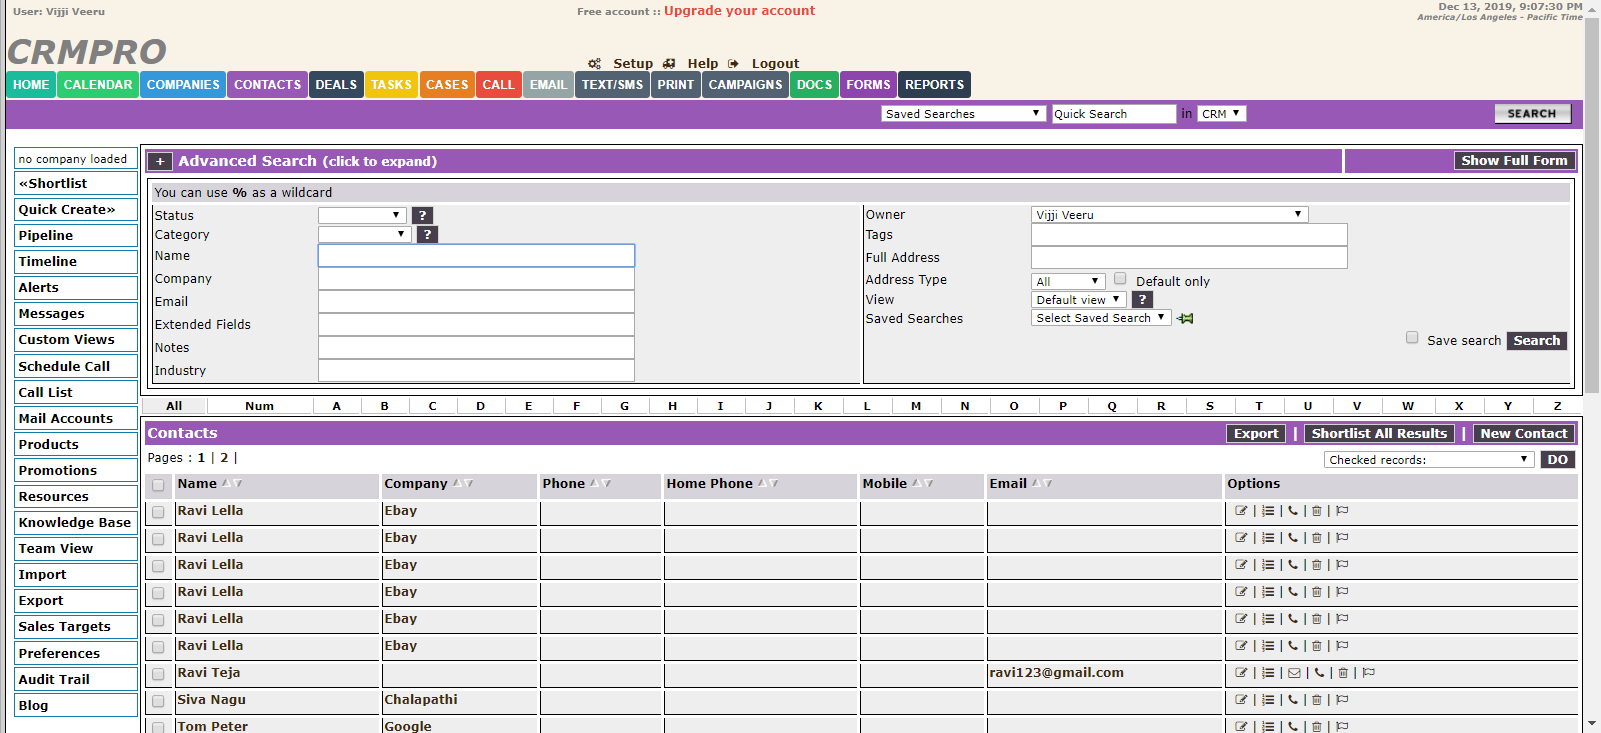 User: Vijji Veeru
Free account :: Upgrade your account
Dec 13, 2019, 9:07:30 PM
America/Los Angeles - Pacific Time
CRMPRO
Setup Help Logout
HOME CALENDAR COMPANIES CONTACTS DEALS TASKS CASES CALL EMAIL TEXT/SMS PRINT CAMPAIGNS DOCS FORMS REPORTS
Saved Searches Quick Search in CRM SEARCH
no company loaded
«Shortlist
Quick Create»
Pipeline
Timeline
Alerts
Messages
Custom Views
Schedule Call
Call List
Mail Accounts
Products
Promotions
Resources
Knowledge Base
Team View
Import
Export
Sales Targets
Preferences
Audit Trail
Blog
+ Advanced Search (click to expand) Show Full Form
You can use % as a wildcard
Status ?
Category ?
Name
Company
Email
Extended Fields
Notes
Industry
Owner Vijji Veeru
Tags
Full Address
Address Type All Default only
View Default view ?
Saved Searches Select Saved Search
Save search Search
All Num A B C D E F G H I J K L M N O P Q R S T U V W X Y Z
Contacts Export | Shortlist All Results | New Contact
Pages : 1 | 2 |
Checked records: DO
Name Company Phone Home Phone Mobile Email Options
Ravi Lella Ebay | | | |
Ravi Lella Ebay | | | |
Ravi Lella Ebay | | | |
Ravi Lella Ebay | | | |
Ravi Lella Ebay | | | |
Ravi Lella Ebay | | | |
Ravi Teja ravi123@gmail.com | | | | |
Siva Nagu Chalapathi | | | |
Tom Peter Google | | | |